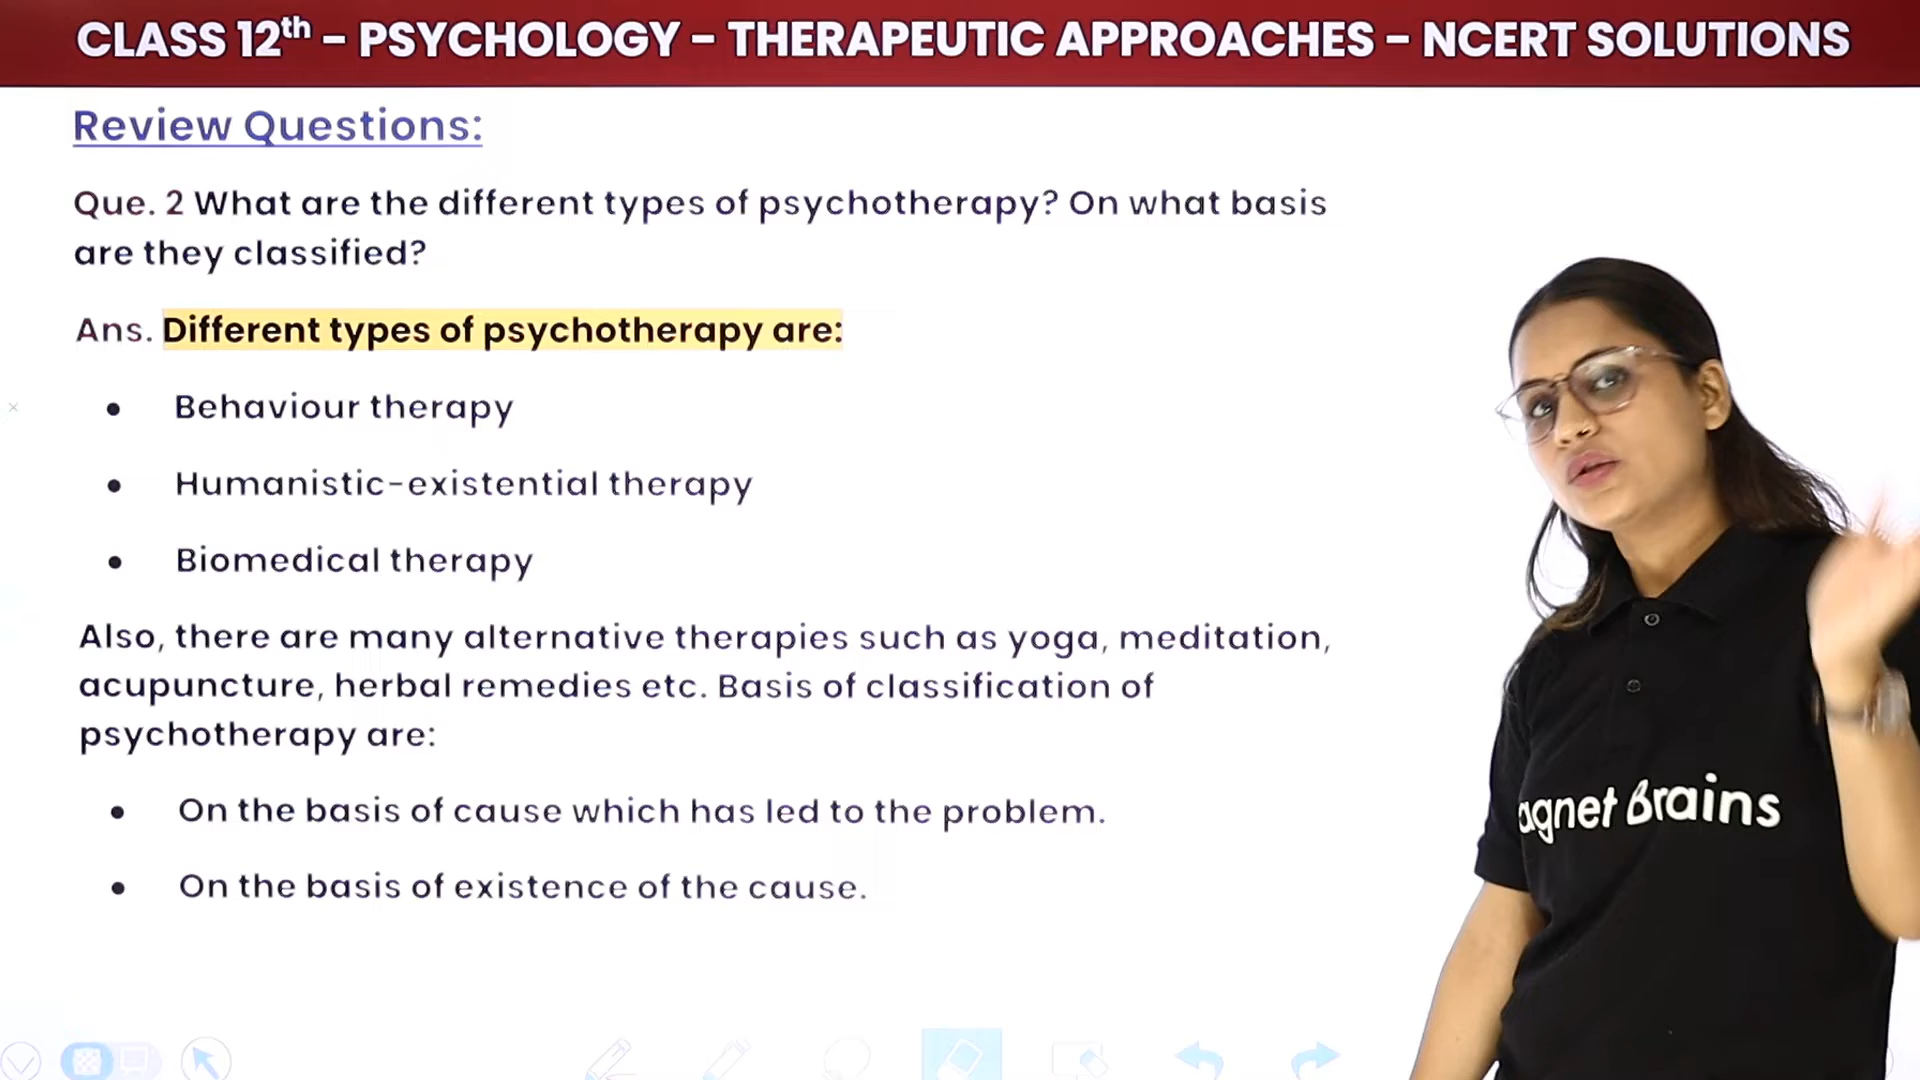 CLASS 12th - PSYCHOLOGY - THERAPEUTIC APPROACHES - NCERT SOLUTIONS
Review Questions:
Que. 2 What are the different types of psychotherapy? On what basis
are they classified?
Ans. Different types of psychotherapy are:
• Behaviour therapy
• Humanistic-existential therapy
• Biomedical therapy
Also, there are many alternative therapies such as yoga, meditation,
acupuncture, herbal remedies etc. Basis of classification of
psychotherapy are:
• On the basis of cause which has led to the problem.
• On the basis of existence of the cause.
agnet Brains